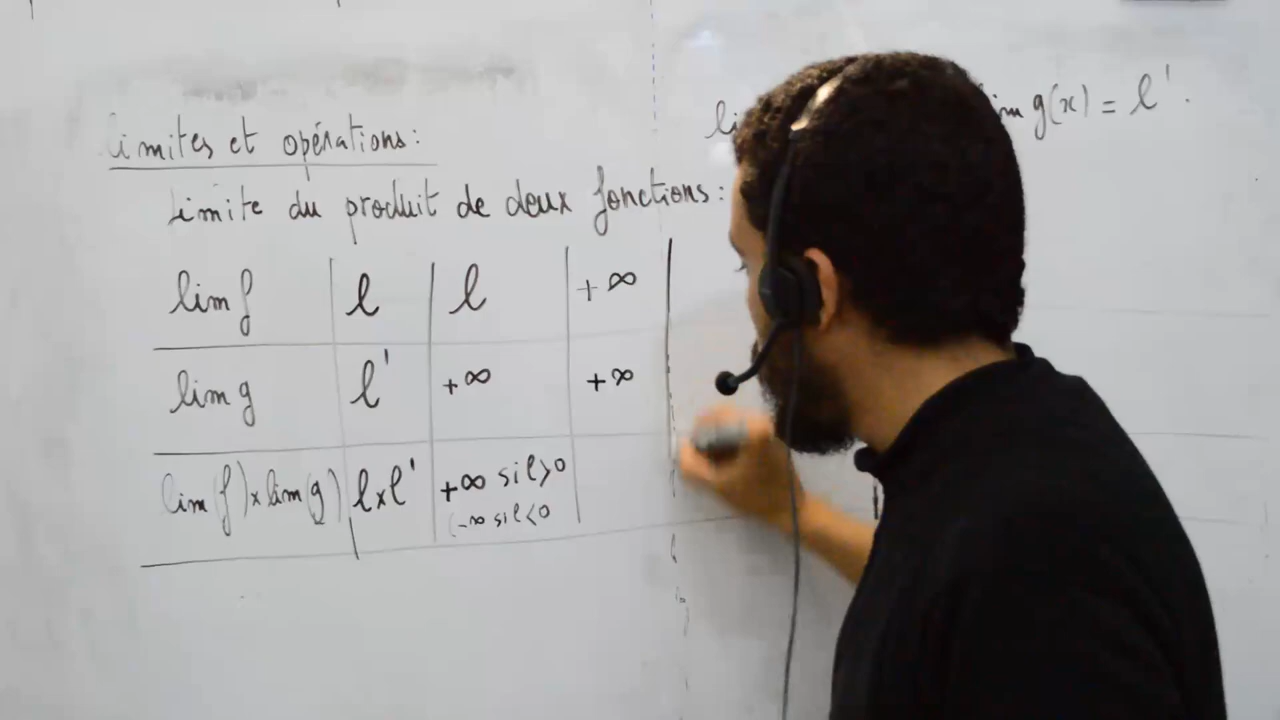 limites et opérations :
lim g(x) = l' .
Limite du produit de deux fonctions :
lim f | l | l | +∞
lim g | l' | +∞ | +∞
lim(f) × lim(g) | l×l' | +∞ si l>0
-∞ si l<0